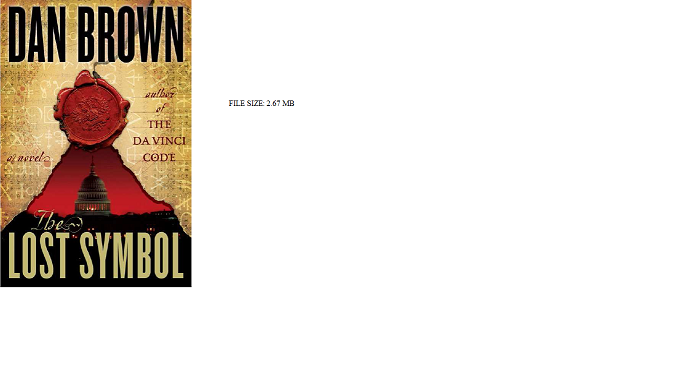 DAN BROWN
author
of
THE
DA VINCI
CODE
a novel
The
LOST SYMBOL
FILE SIZE: 2.67 MB